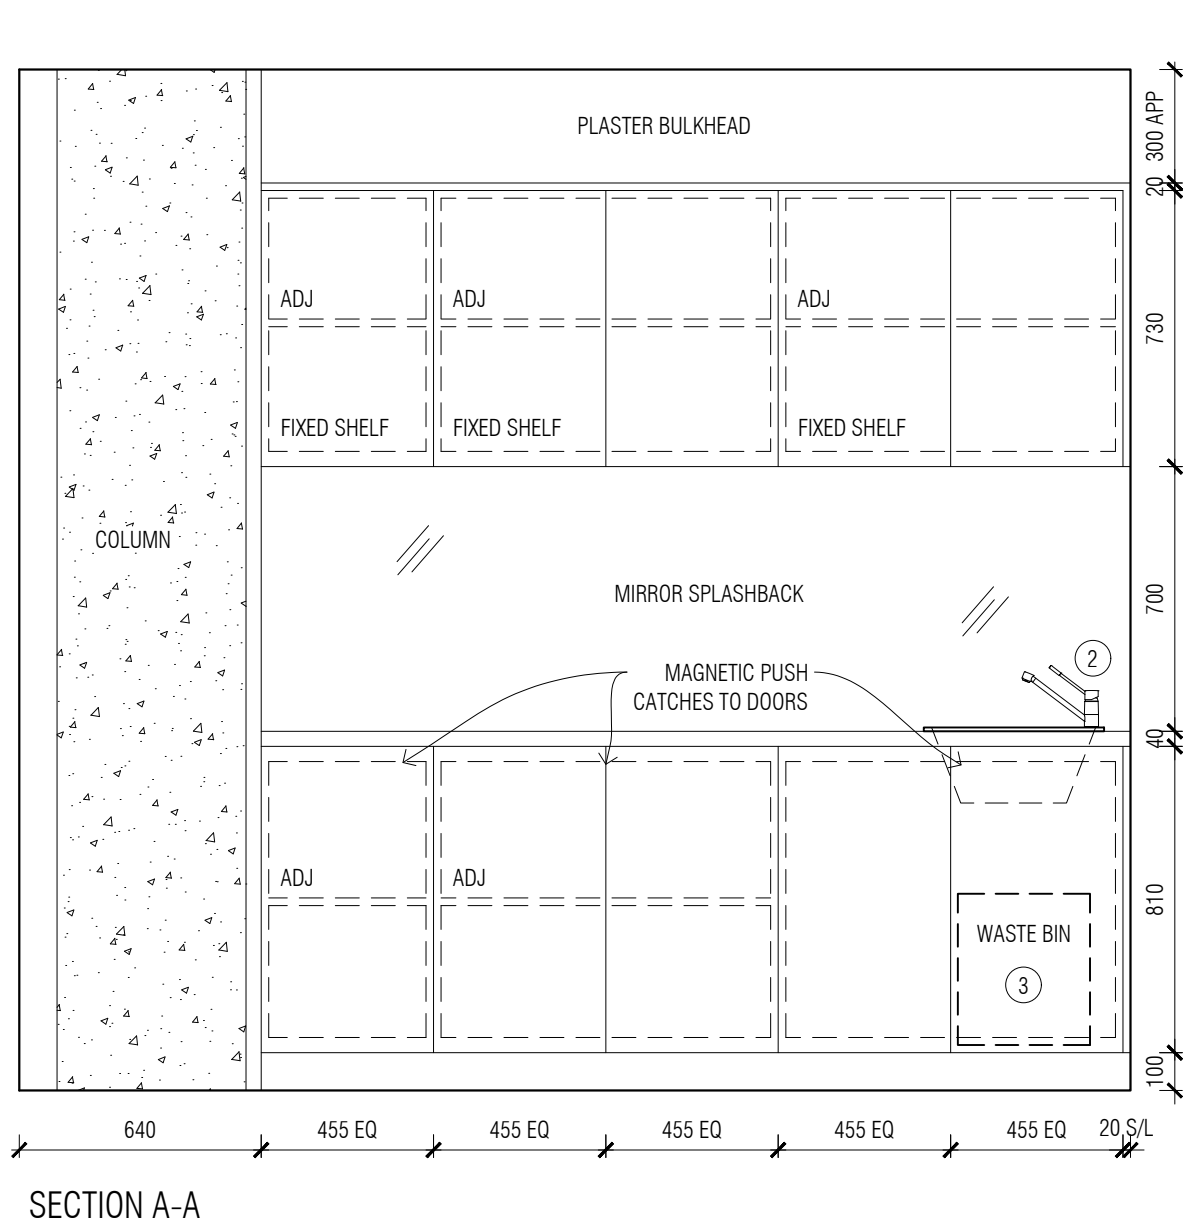 PLASTER BULKHEAD
300 APP
20
ADJ
ADJ
ADJ
730
FIXED SHELF
FIXED SHELF
FIXED SHELF
COLUMN
MIRROR SPLASHBACK
700
2
MAGNETIC PUSH
CATCHES TO DOORS
40
ADJ
ADJ
810
WASTE BIN
3
100
640
455 EQ
455 EQ
455 EQ
455 EQ
455 EQ
20 S/L
SECTION A-A